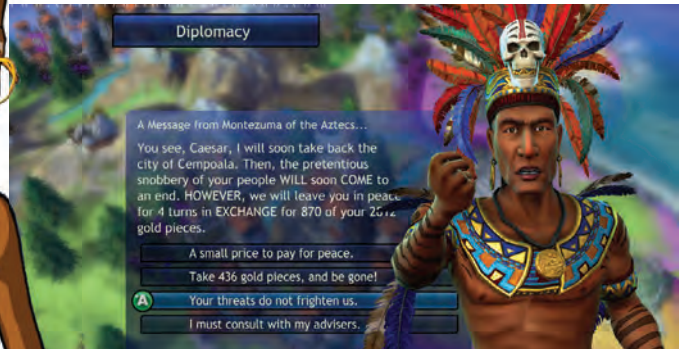 Diplomacy
A Message from Montezuma of the Aztecs...
You see, Caesar, I will soon take back the
city of Cempoala. Then, the pretentious
snobbery of your people WILL soon COME to
an end. HOWEVER, we will leave you in peace
for 4 turns in EXCHANGE for 870 of your 2012
gold pieces.
A small price to pay for peace.
Take 436 gold pieces, and be gone!
A Your threats do not frighten us.
I must consult with my advisers.